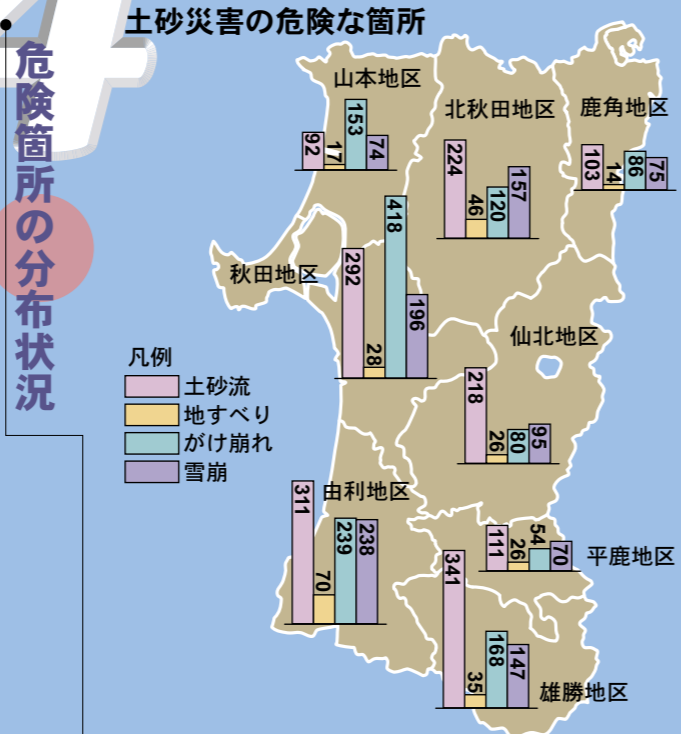 4
土砂災害の危険な箇所
危険箇所の分布状況
山本地区
92
17
153
74
北秋田地区
224
46
120
157
鹿角地区
103
14
86
75
秋田地区
292
28
418
196
仙北地区
218
26
80
95
凡例
土砂流
地すべり
がけ崩れ
雪崩
由利地区
311
70
239
238
平鹿地区
111
26
54
70
雄勝地区
341
35
168
147